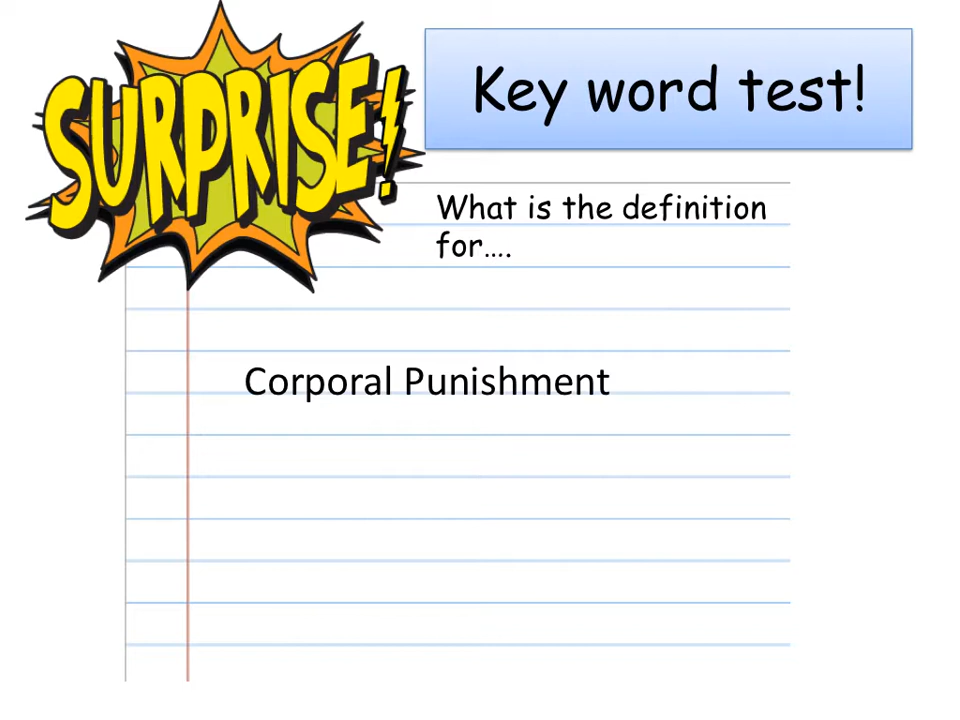 SURPRISE!
Key word test!
What is the definition
for….
Corporal Punishment